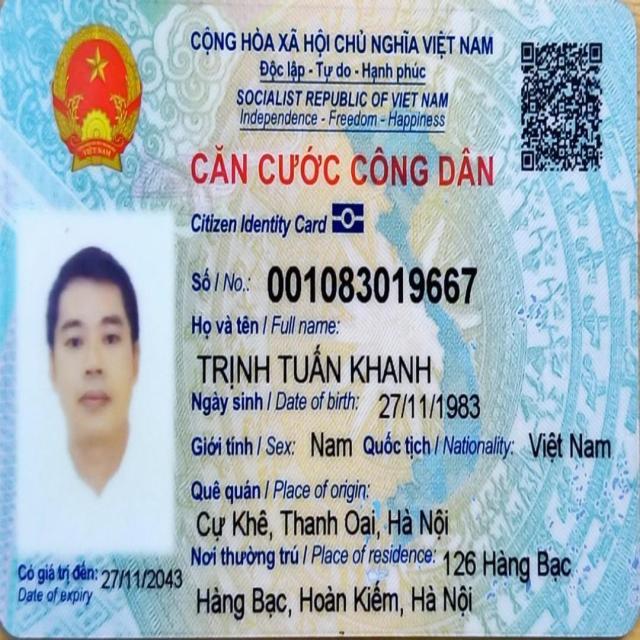 CỘNG HÒA XÃ HỘI CHỦ NGHĨA VIỆT NAM
Độc lập - Tự do - Hạnh phúc
SOCIALIST REPUBLIC OF VIET NAM
Independence - Freedom - Happiness
CĂN CƯỚC CÔNG DÂN
Citizen Identity Card
Số / No.: 001083019667
Họ và tên / Full name:
TRỊNH TUẤN KHANH
Ngày sinh / Date of birth: 27/11/1983
Giới tính / Sex: Nam Quốc tịch / Nationality: Việt Nam
Quê quán / Place of origin:
Cự Khê, Thanh Oai, Hà Nội
Nơi thường trú / Place of residence: 126 Hàng Bạc
Hàng Bạc, Hoàn Kiếm, Hà Nội
Có giá trị đến: 27/11/2043
Date of expiry
VIỆT NAM